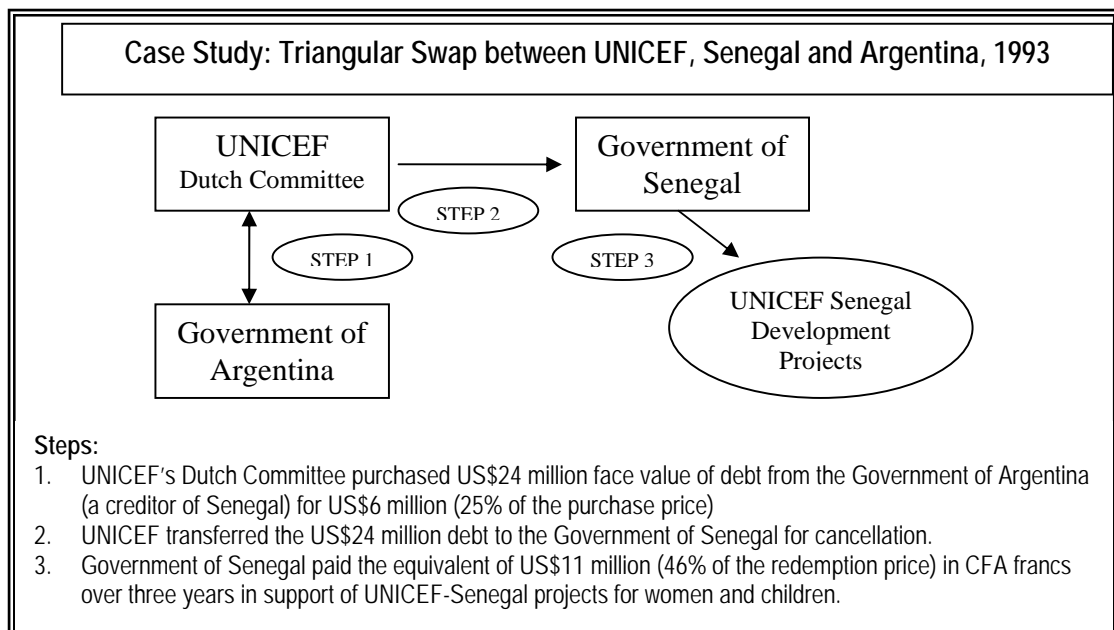 Case Study: Triangular Swap between UNICEF, Senegal and Argentina, 1993
UNICEF
Dutch Committee
Government of
Senegal
STEP 2
STEP 1
STEP 3
UNICEF Senegal
Development
Projects
Government of
Argentina
Steps:
1. UNICEF's Dutch Committee purchased US$24 million face value of debt from the Government of Argentina
(a creditor of Senegal) for US$6 million (25% of the purchase price)
2. UNICEF transferred the US$24 million debt to the Government of Senegal for cancellation.
3. Government of Senegal paid the equivalent of US$11 million (46% of the redemption price) in CFA francs
over three years in support of UNICEF-Senegal projects for women and children.